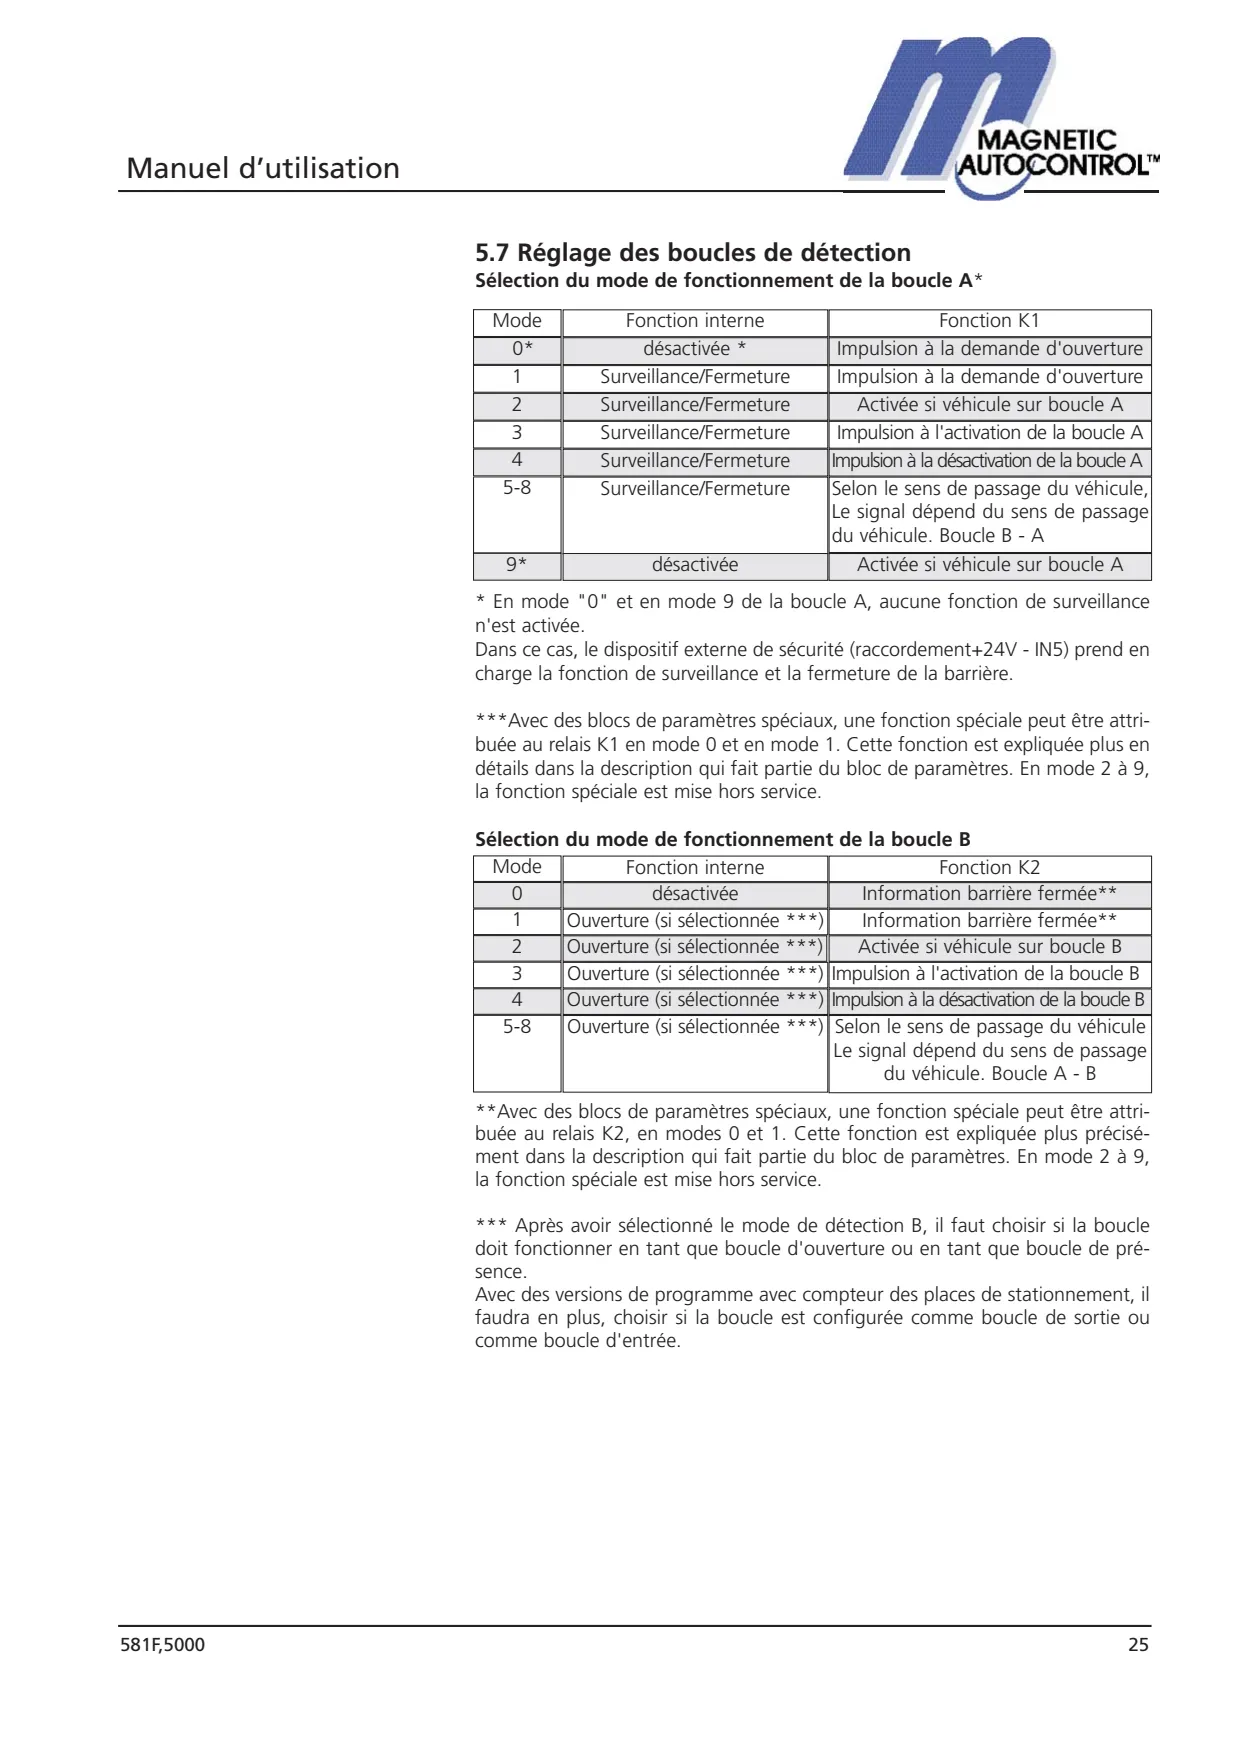 MAGNETIC
AUTOCONTROL™
Manuel d’utilisation
5.7 Réglage des boucles de détection
Sélection du mode de fonctionnement de la boucle A*
Mode Fonction interne Fonction K1
0* désactivée * Impulsion à la demande d'ouverture
1 Surveillance/Fermeture Impulsion à la demande d'ouverture
2 Surveillance/Fermeture Activée si véhicule sur boucle A
3 Surveillance/Fermeture Impulsion à l'activation de la boucle A
4 Surveillance/Fermeture Impulsion à la désactivation de la boucle A
5-8 Surveillance/Fermeture Selon le sens de passage du véhicule,
Le signal dépend du sens de passage
du véhicule. Boucle B - A
9* désactivée Activée si véhicule sur boucle A
* En mode "0" et en mode 9 de la boucle A, aucune fonction de surveillance
n'est activée.
Dans ce cas, le dispositif externe de sécurité (raccordement+24V - IN5) prend en
charge la fonction de surveillance et la fermeture de la barrière.
***Avec des blocs de paramètres spéciaux, une fonction spéciale peut être attri-
buée au relais K1 en mode 0 et en mode 1. Cette fonction est expliquée plus en
détails dans la description qui fait partie du bloc de paramètres. En mode 2 à 9,
la fonction spéciale est mise hors service.
Sélection du mode de fonctionnement de la boucle B
Mode Fonction interne Fonction K2
0 désactivée Information barrière fermée**
1 Ouverture (si sélectionnée ***) Information barrière fermée**
2 Ouverture (si sélectionnée ***) Activée si véhicule sur boucle B
3 Ouverture (si sélectionnée ***) Impulsion à l'activation de la boucle B
4 Ouverture (si sélectionnée ***) Impulsion à la désactivation de la boucle B
5-8 Ouverture (si sélectionnée ***) Selon le sens de passage du véhicule
Le signal dépend du sens de passage
du véhicule. Boucle A - B
**Avec des blocs de paramètres spéciaux, une fonction spéciale peut être attri-
buée au relais K2, en modes 0 et 1. Cette fonction est expliquée plus précisé-
ment dans la description qui fait partie du bloc de paramètres. En mode 2 à 9,
la fonction spéciale est mise hors service.
*** Après avoir sélectionné le mode de détection B, il faut choisir si la boucle
doit fonctionner en tant que boucle d'ouverture ou en tant que boucle de pré-
sence.
Avec des versions de programme avec compteur des places de stationnement, il
faudra en plus, choisir si la boucle est configurée comme boucle de sortie ou
comme boucle d'entrée.
581F,5000 25